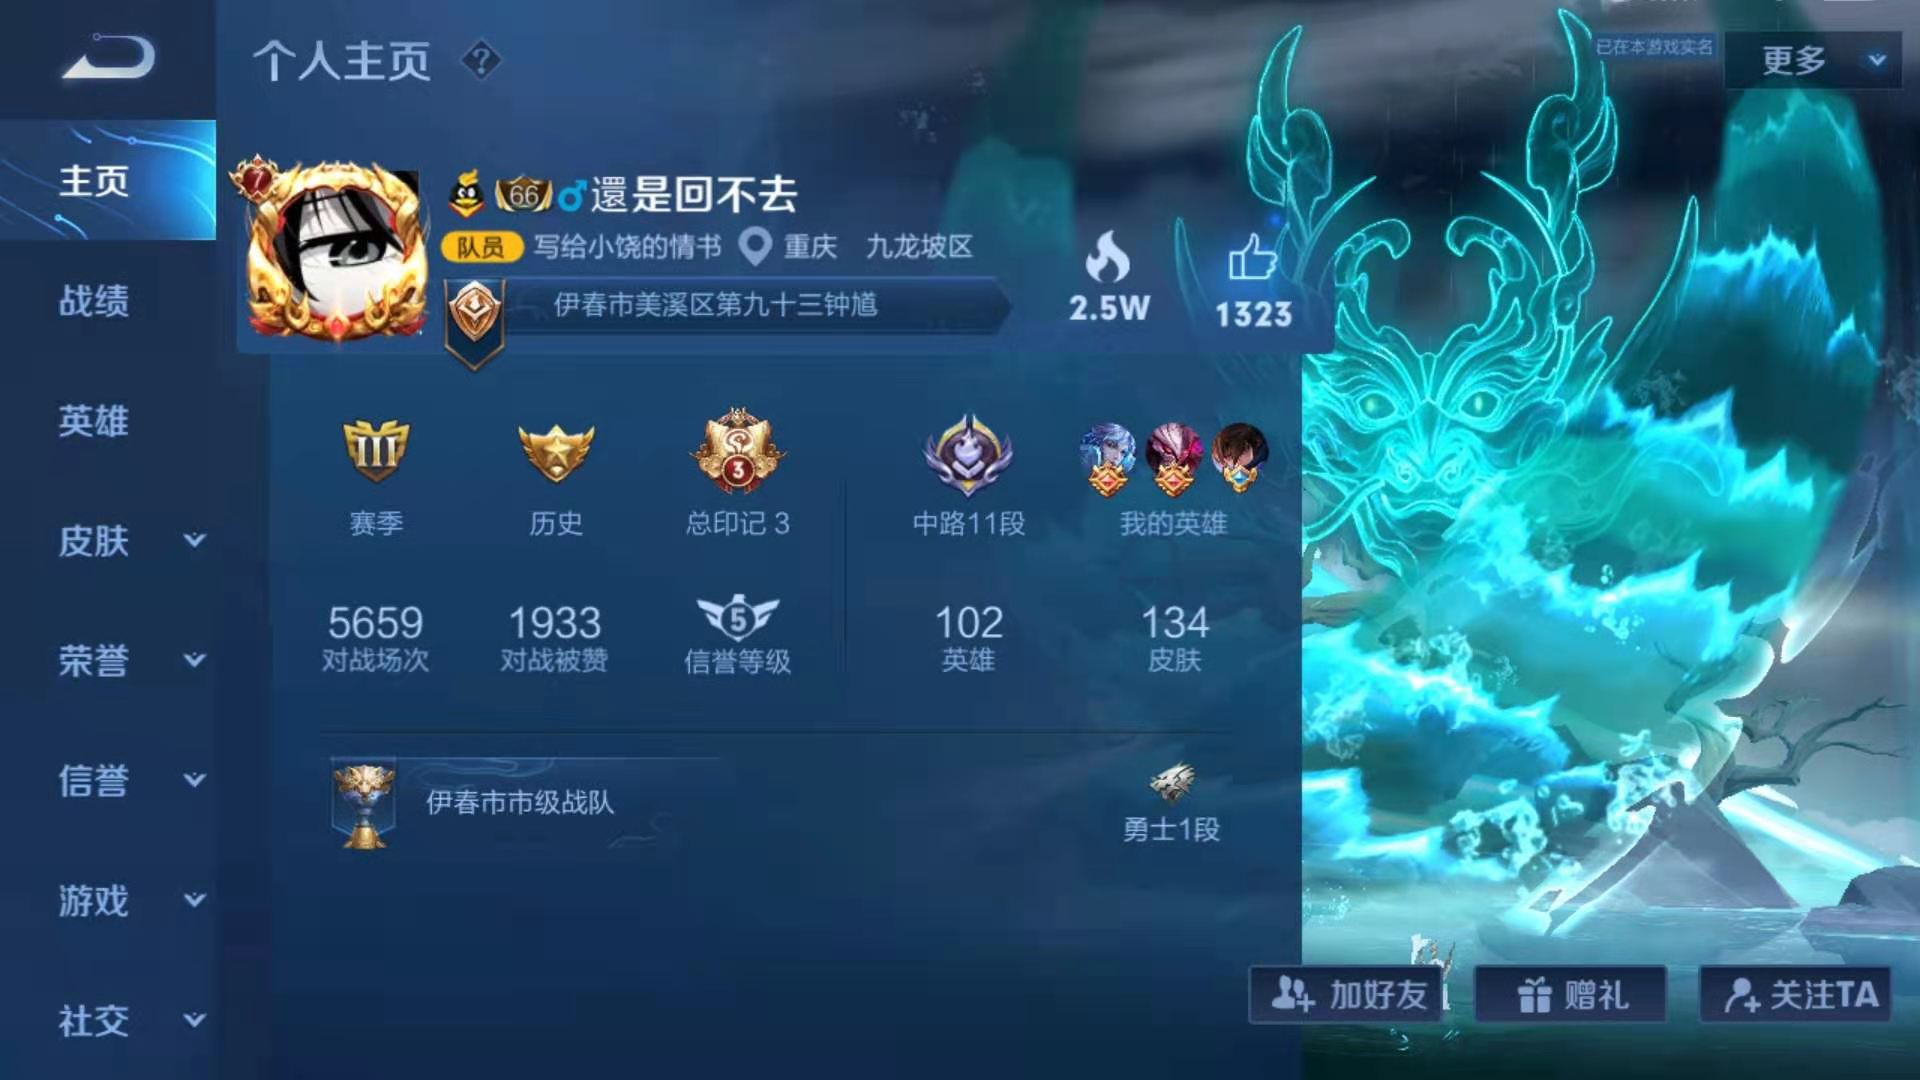 个人主页
已在本游戏实名
更多
主页
战绩
英雄
皮肤
荣誉
信誉
游戏
社交
7
66
還是回不去
队员 写给小饶的情书 重庆 九龙坡区
伊春市美溪区第九十三钟馗
2.5W
1323
III
3
赛季
历史
总印记 3
中路11段
我的英雄
5659
1933
5
102
134
对战场次
对战被赞
信誉等级
英雄
皮肤
伊春市市级战队
勇士1段
加好友
赠礼
关注TA